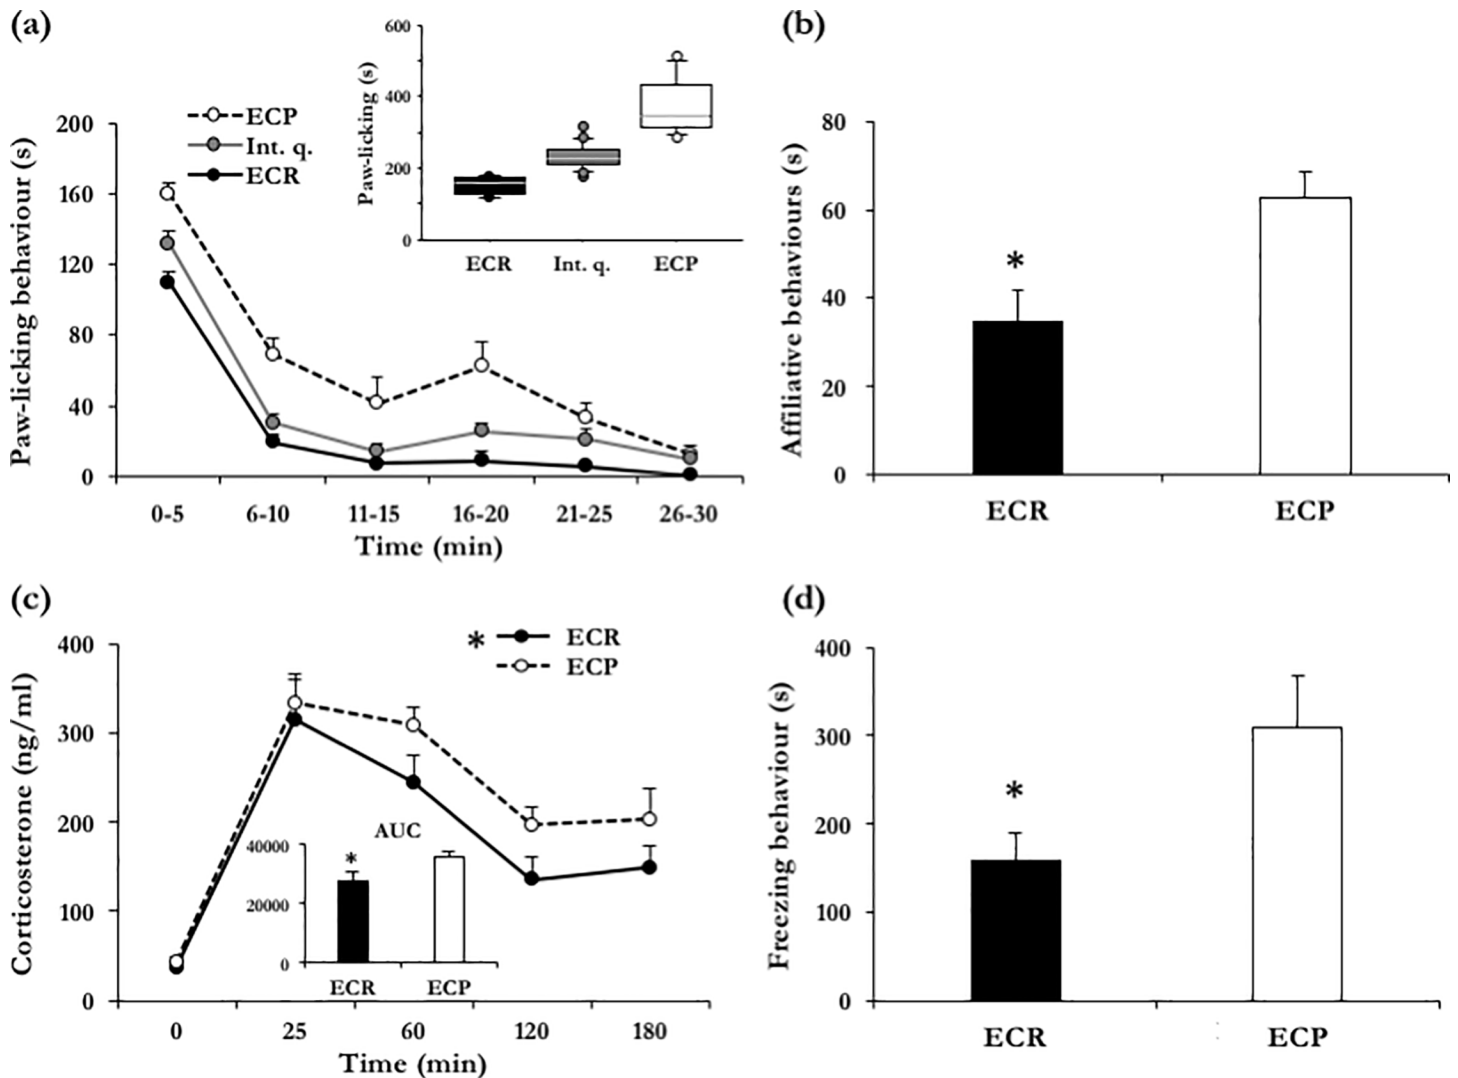 (a)
ECP
Int. q.
ECR
Paw-licking behaviour (s)
200
160
120
80
40
0
0-5 6-10 11-15 16-20 21-25 26-30
Time (min)
Paw-licking (s)
600
400
200
0
ECR Int. q. ECP
(b)
Affiliative behaviours (s)
80
60
40
20
0
*
ECR ECP
(c)
* ECR
ECP
Corticosterone (ng/ml)
400
300
200
100
0
0 25 60 120 180
Time (min)
AUC
40000
20000
0
*
ECR ECP
(d)
Freezing behaviour (s)
400
300
200
100
0
*
ECR ECP